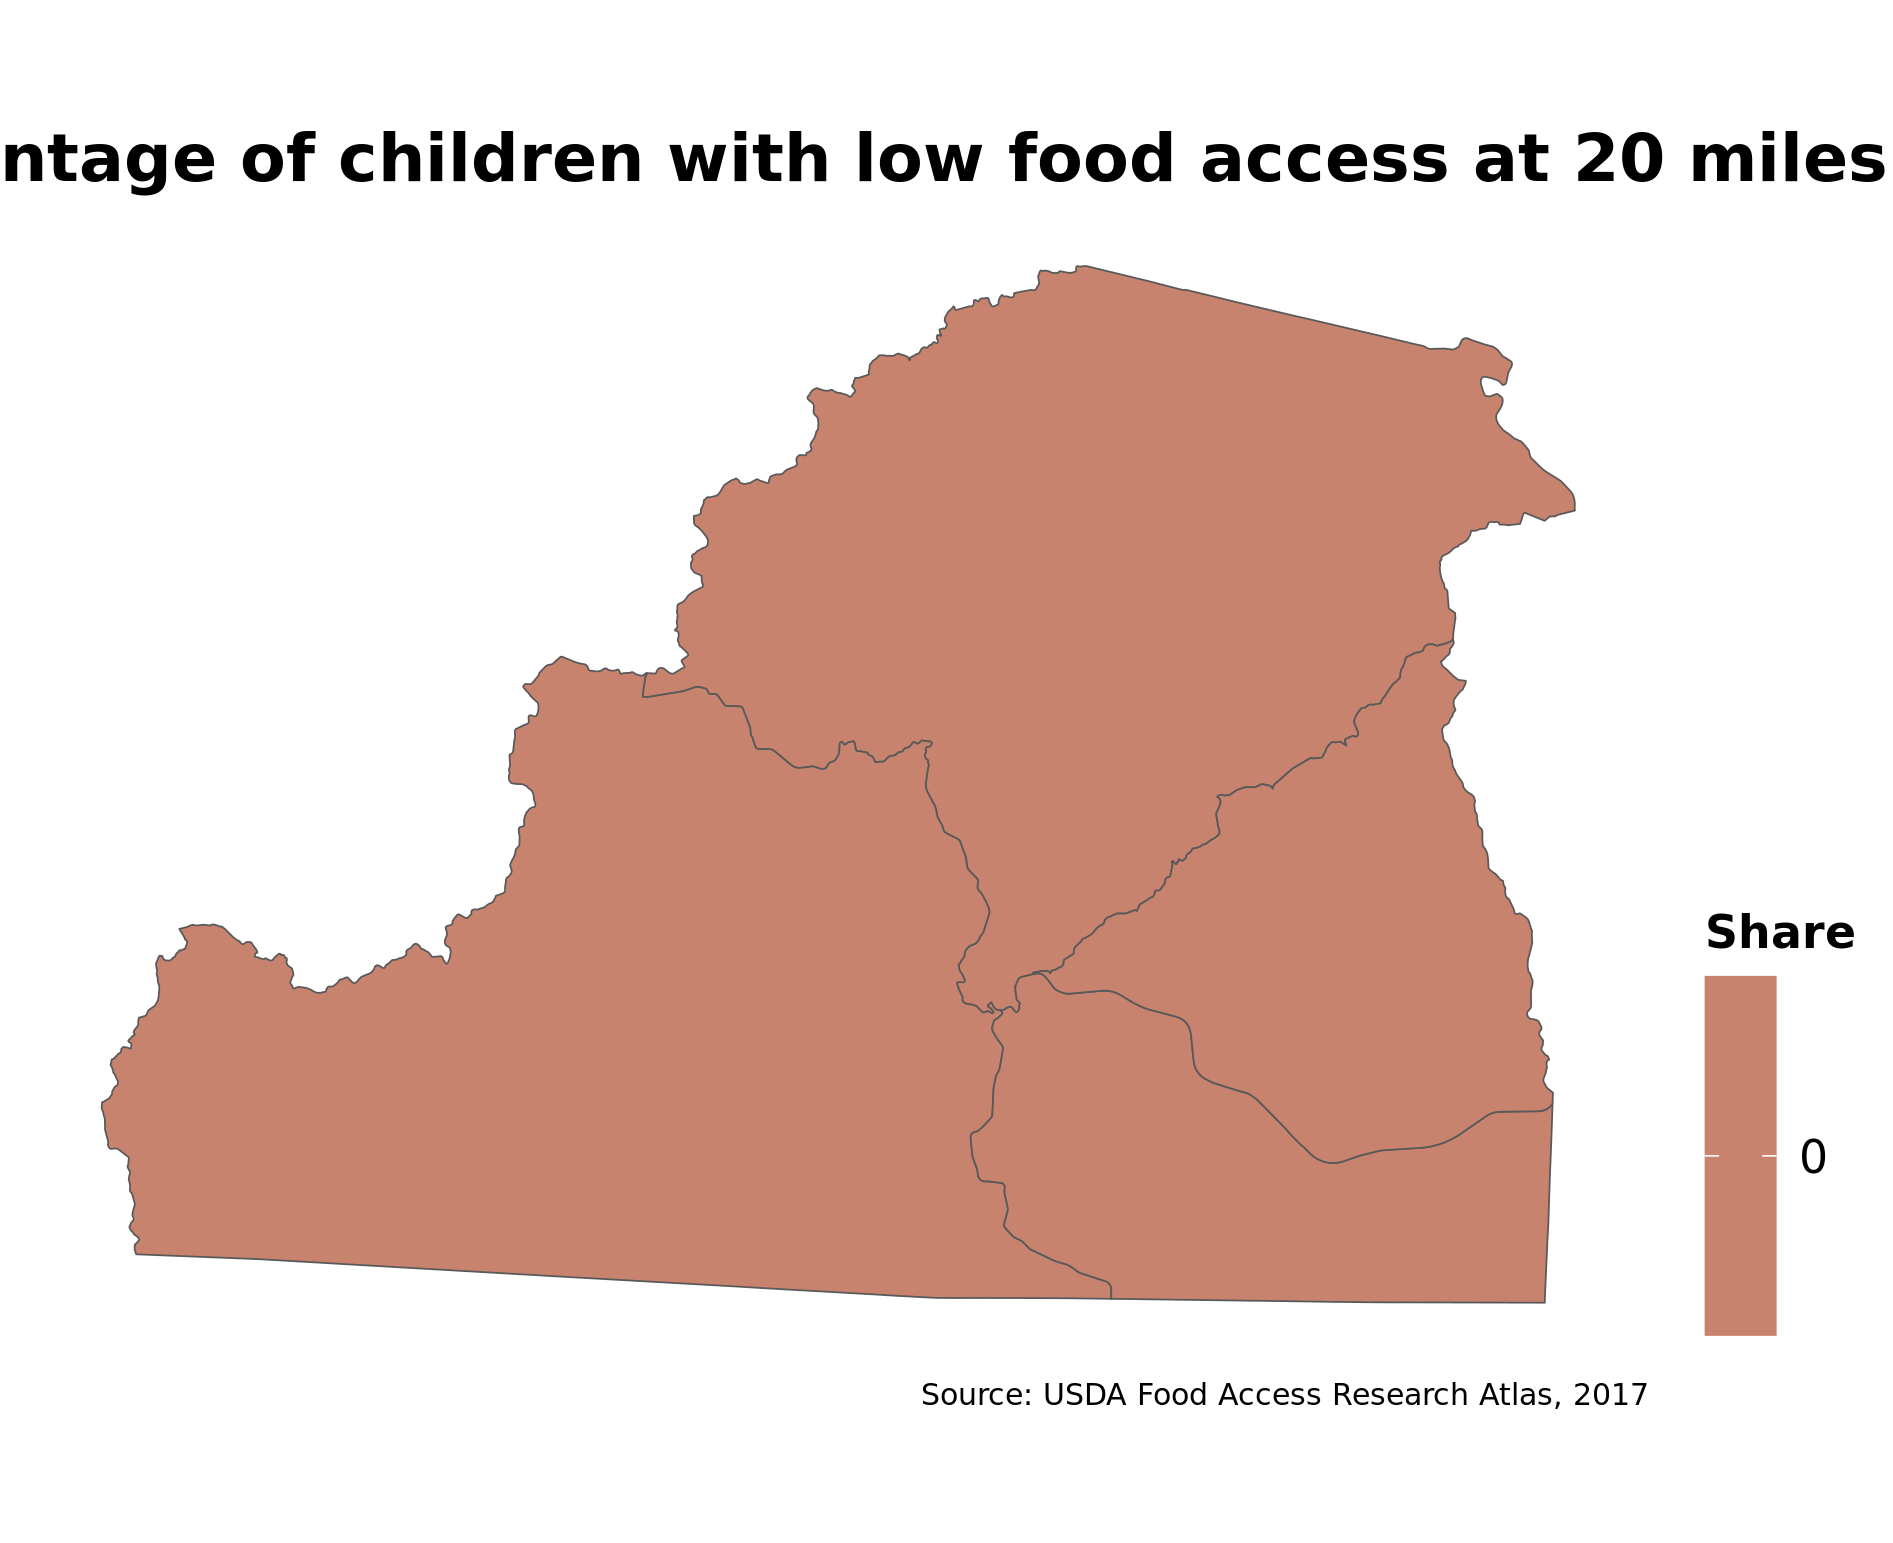 ntage of children with low food access at 20 miles
Share
0
Source: USDA Food Access Research Atlas, 2017